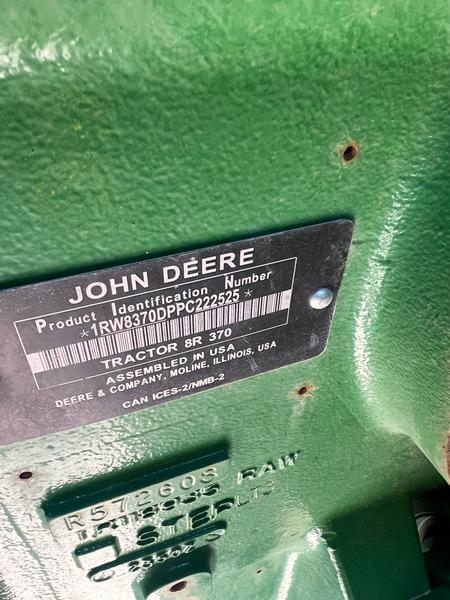 JOHN DEERE
Product Identification Number
*1RW8370DPPC222525*
TRACTOR 8R 370
ASSEMBLED IN USA
DEERE & COMPANY, MOLINE, ILLINOIS, USA
CAN ICES-2/NMB-2
R572608
RAW